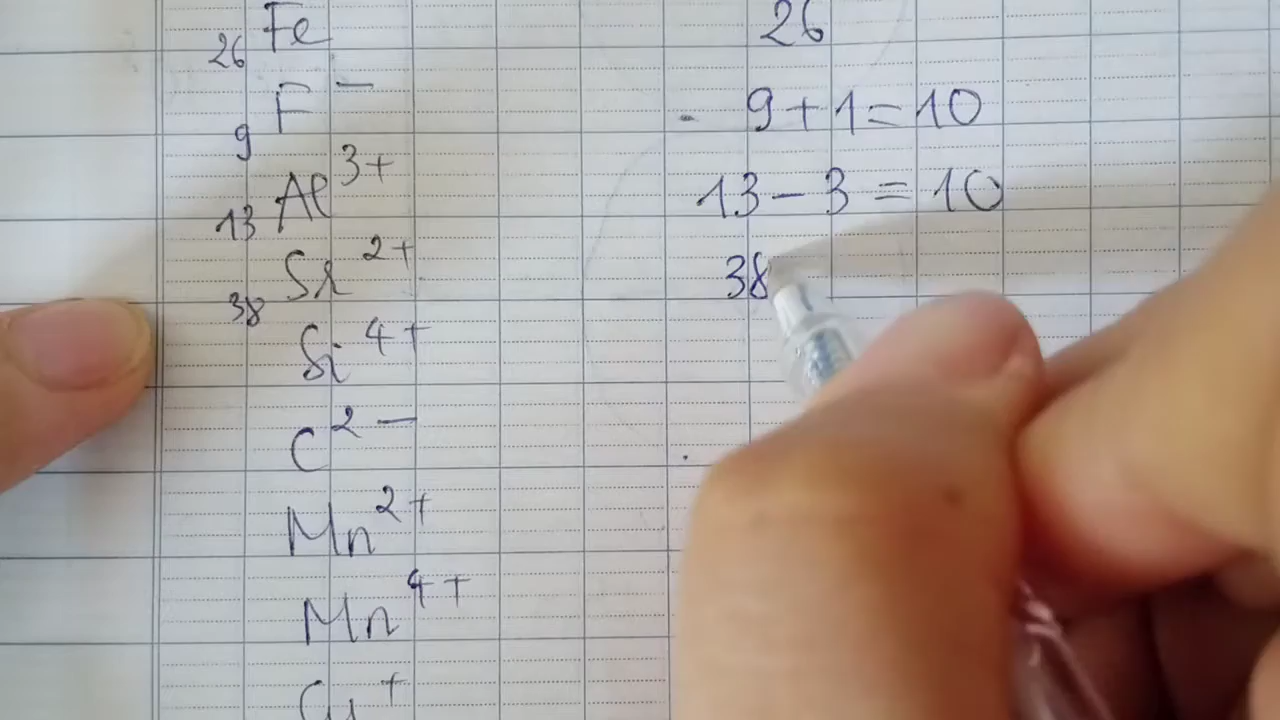 26 Fe 26
9 F⁻ 9+1=10
13 Al³⁺ 13-3=10
38 Sr²⁺ 38
Si⁴⁺
C²⁻
Mn²⁺
Mn⁴⁺
Cu⁺